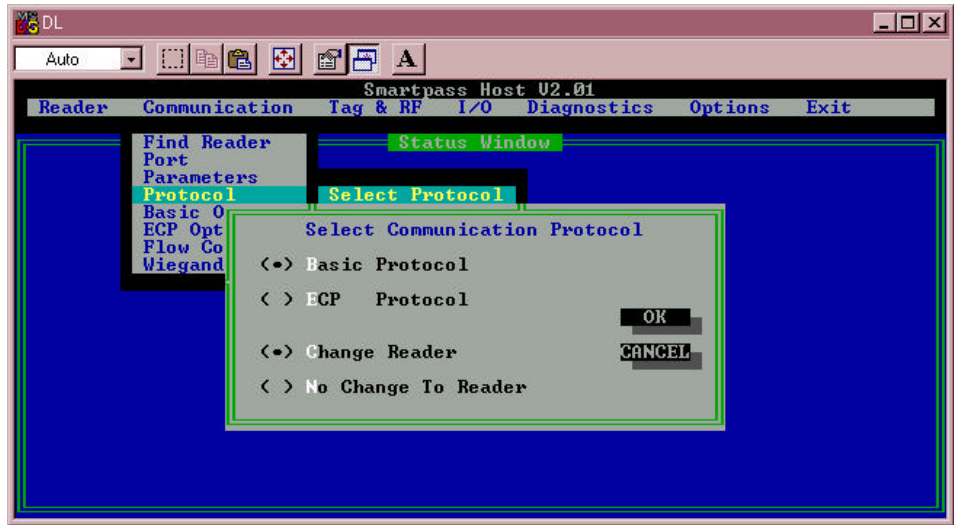 DL
Auto
A
Smartpass Host V2.01
Reader Communication Tag & RF I/O Diagnostics Options Exit
Status Window
Find Reader
Port
Parameters
Protocol
Select Protocol
Basic O
ECP Opt
Flow Co
Wiegand
Select Communication Protocol
(•) Basic Protocol
( ) ECP Protocol
OK
(•) Change Reader
CANCEL
( ) No Change To Reader